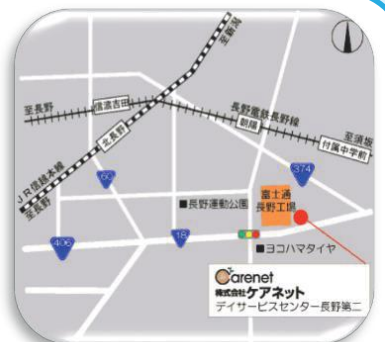 至長野
信濃吉田
長野電鉄長野線
朝陽
付属中学前
至須坂
北長野
JR信越本線
至長野
60
374
■長野運動公園
富士通
長野工場
406
18
■ヨコハマタイヤ
Carenet
株式会社ケアネット
デイサービスセンター長野第二